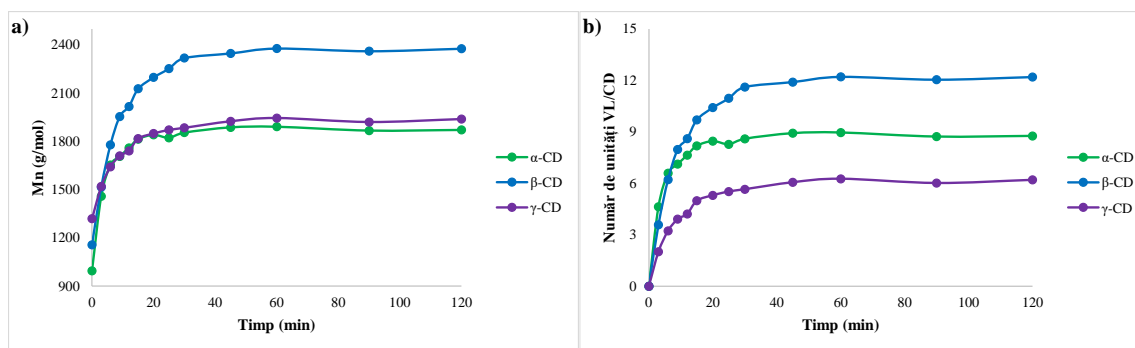 a)
Mn (g/mol)
2400
2100
1800
1500
1200
900
0
20
40
60
80
100
120
Timp (min)
α-CD
β-CD
γ-CD
b)
Număr de unități VL/CD
15
12
9
6
3
0
0
20
40
60
80
100
120
Timp (min)
α-CD
β-CD
γ-CD